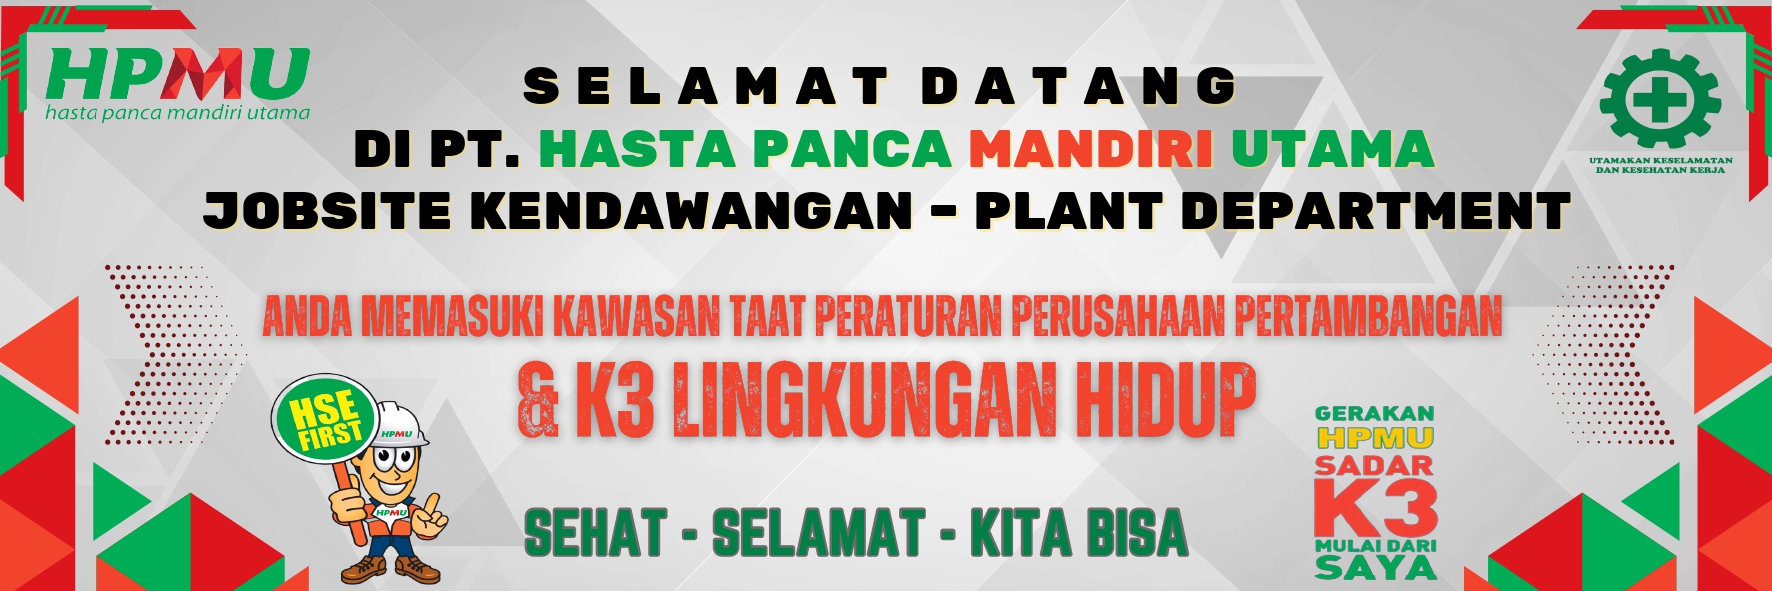 HPMU
hasta panca mandiri utama
SELAMAT DATANG
DI PT. HASTA PANCA MANDIRI UTAMA
JOBSITE KENDAWANGAN - PLANT DEPARTMENT
UTAMAKAN KESELAMATAN
DAN KESEHATAN KERJA
ANDA MEMASUKI KAWASAN TAAT PERATURAN PERUSAHAAN PERTAMBANGAN
& K3 LINGKUNGAN HIDUP
HSE
FIRST
HPMU
HPMU
SEHAT - SELAMAT - KITA BISA
GERAKAN
HPMU
SADAR
K3
MULAI DARI
SAYA